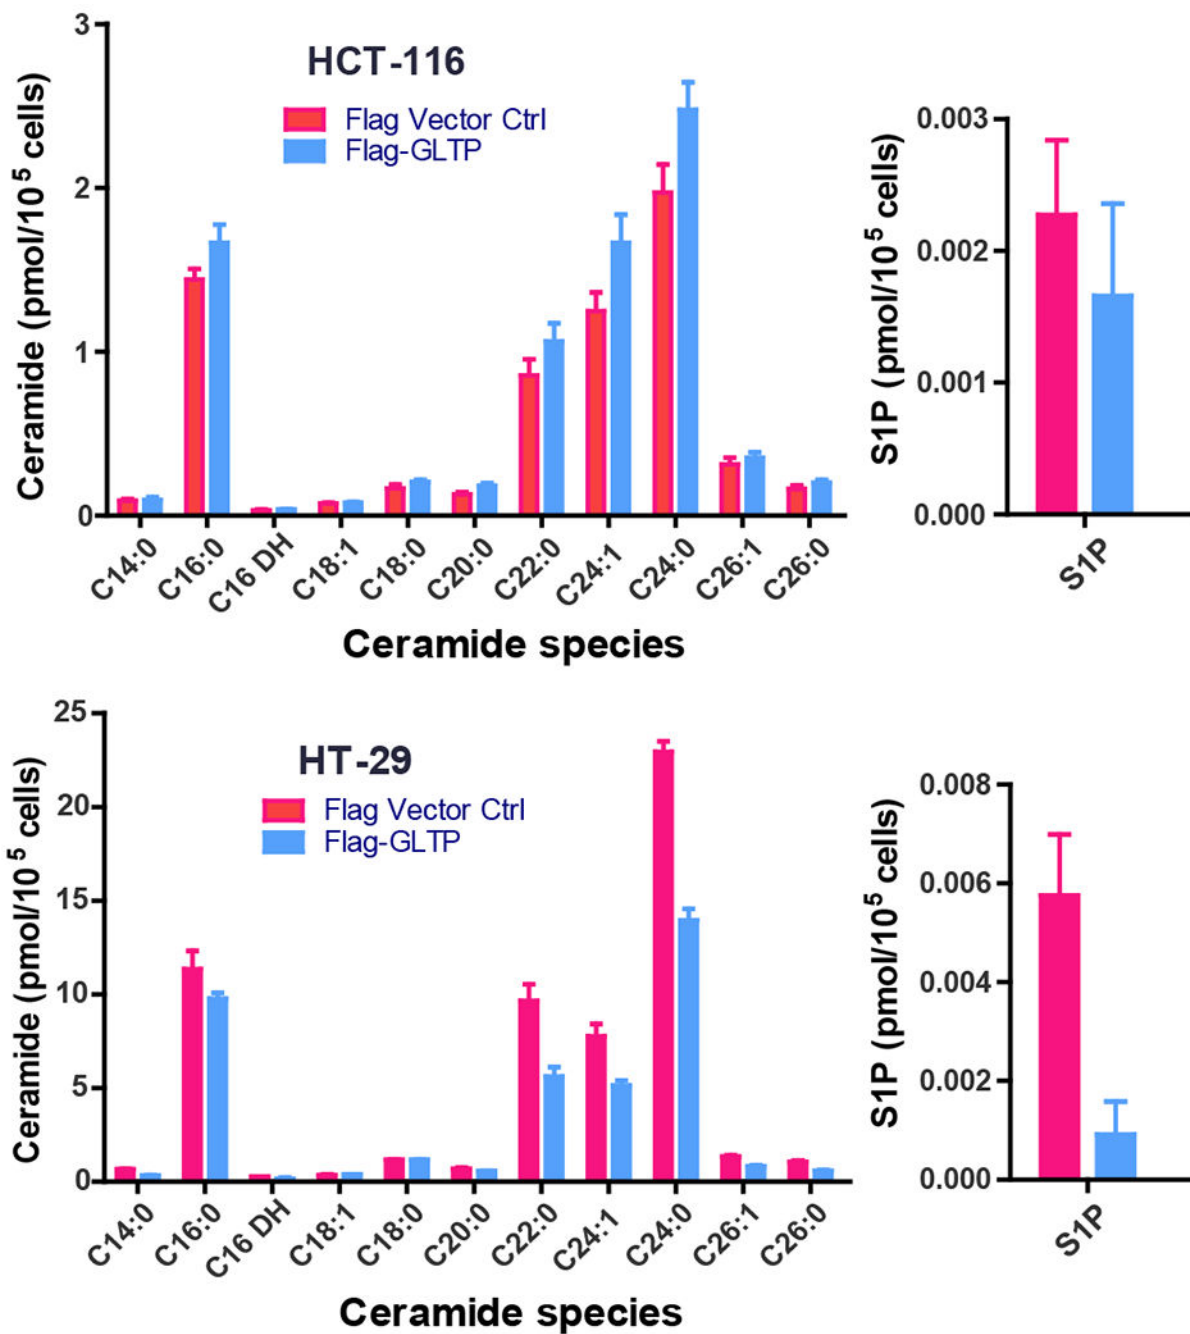 HCT-116
Flag Vector Ctrl
Flag-GLTP
Ceramide (pmol/10⁵ cells)
3
2
1
0
C14:0
C16:0
C16 DH
C18:1
C18:0
C20:0
C22:0
C24:1
C24:0
C26:1
C26:0
Ceramide species
S1P (pmol/10⁵ cells)
0.003
0.002
0.001
0.000
S1P
HT-29
Flag Vector Ctrl
Flag-GLTP
Ceramide (pmol/10⁵ cells)
25
20
15
10
5
0
C14:0
C16:0
C16 DH
C18:1
C18:0
C20:0
C22:0
C24:1
C24:0
C26:1
C26:0
Ceramide species
S1P (pmol/10⁵ cells)
0.008
0.006
0.004
0.002
0.000
S1P